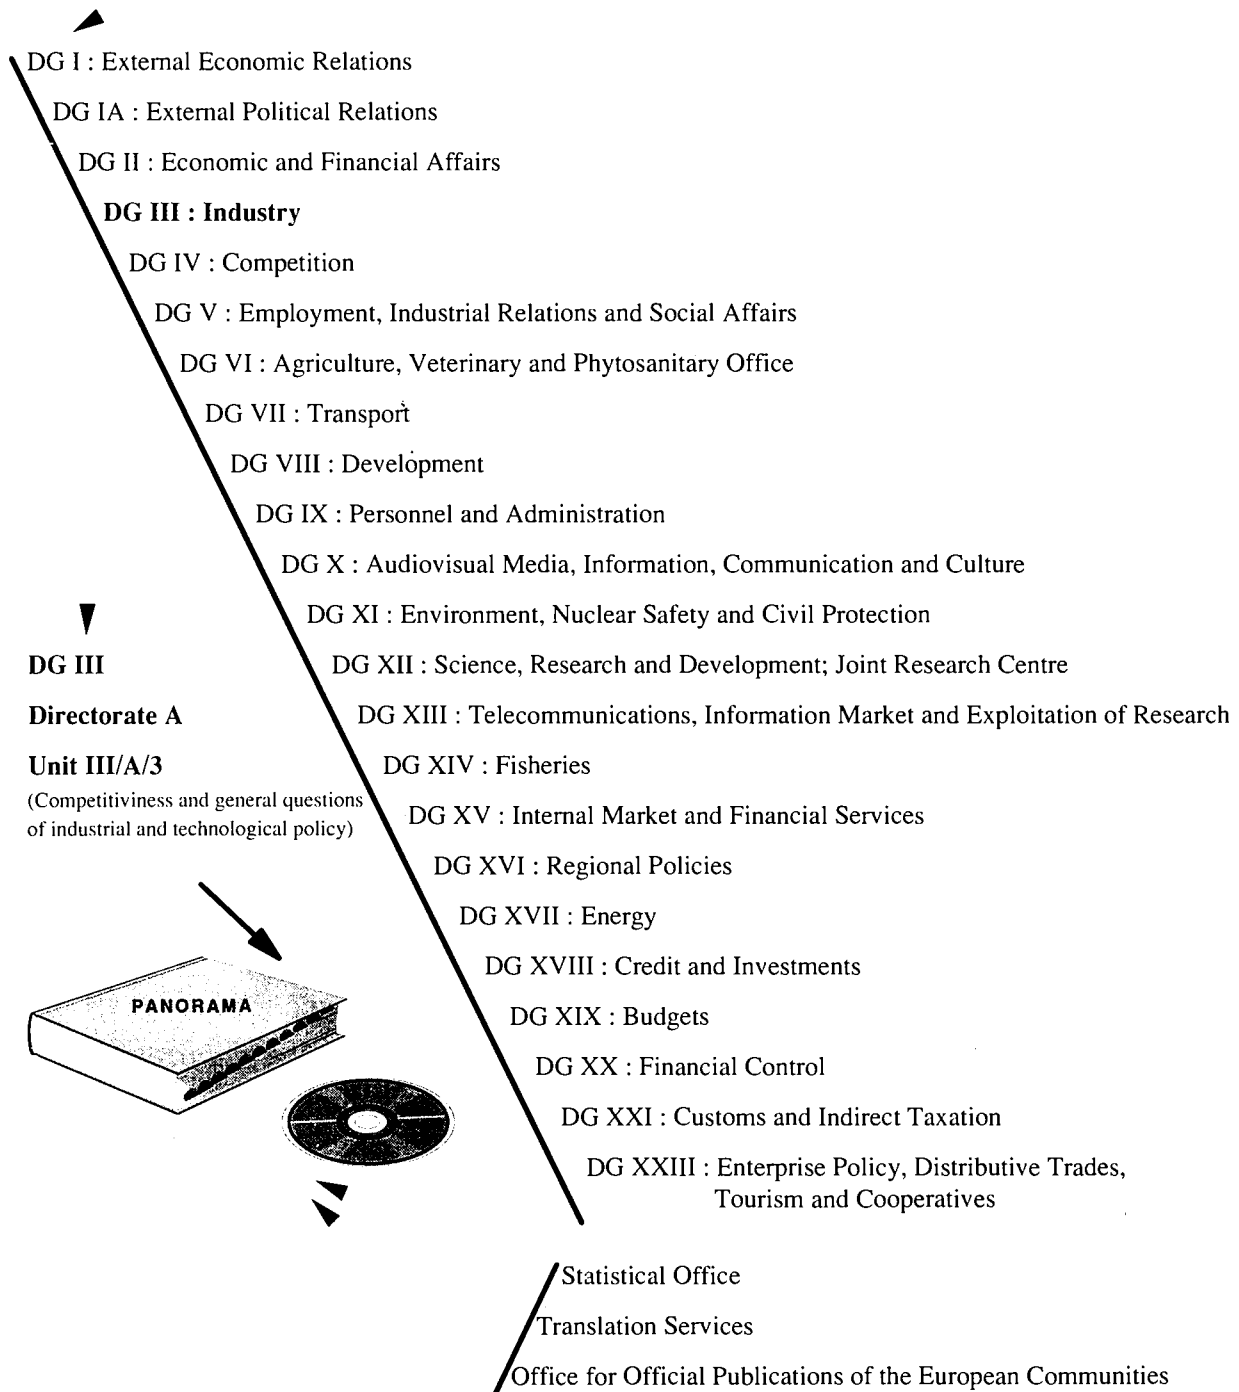 DG I : External Economic Relations
DG IA : External Political Relations
DG II : Economic and Financial Affairs
DG III : Industry
DG IV : Competition
DG V : Employment, Industrial Relations and Social Affairs
DG VI : Agriculture, Veterinary and Phytosanitary Office
DG VII : Transport
DG VIII : Development
DG IX : Personnel and Administration
DG X : Audiovisual Media, Information, Communication and Culture
DG XI : Environment, Nuclear Safety and Civil Protection
DG XII : Science, Research and Development; Joint Research Centre
DG XIII : Telecommunications, Information Market and Exploitation of Research
DG XIV : Fisheries
DG XV : Internal Market and Financial Services
DG XVI : Regional Policies
DG XVII : Energy
DG XVIII : Credit and Investments
DG XIX : Budgets
DG XX : Financial Control
DG XXI : Customs and Indirect Taxation
DG XXIII : Enterprise Policy, Distributive Trades,
Tourism and Cooperatives
DG III
Directorate A
Unit III/A/3
(Competitiviness and general questions
of industrial and technological policy)
PANORAMA
Statistical Office
Translation Services
Office for Official Publications of the European Communities